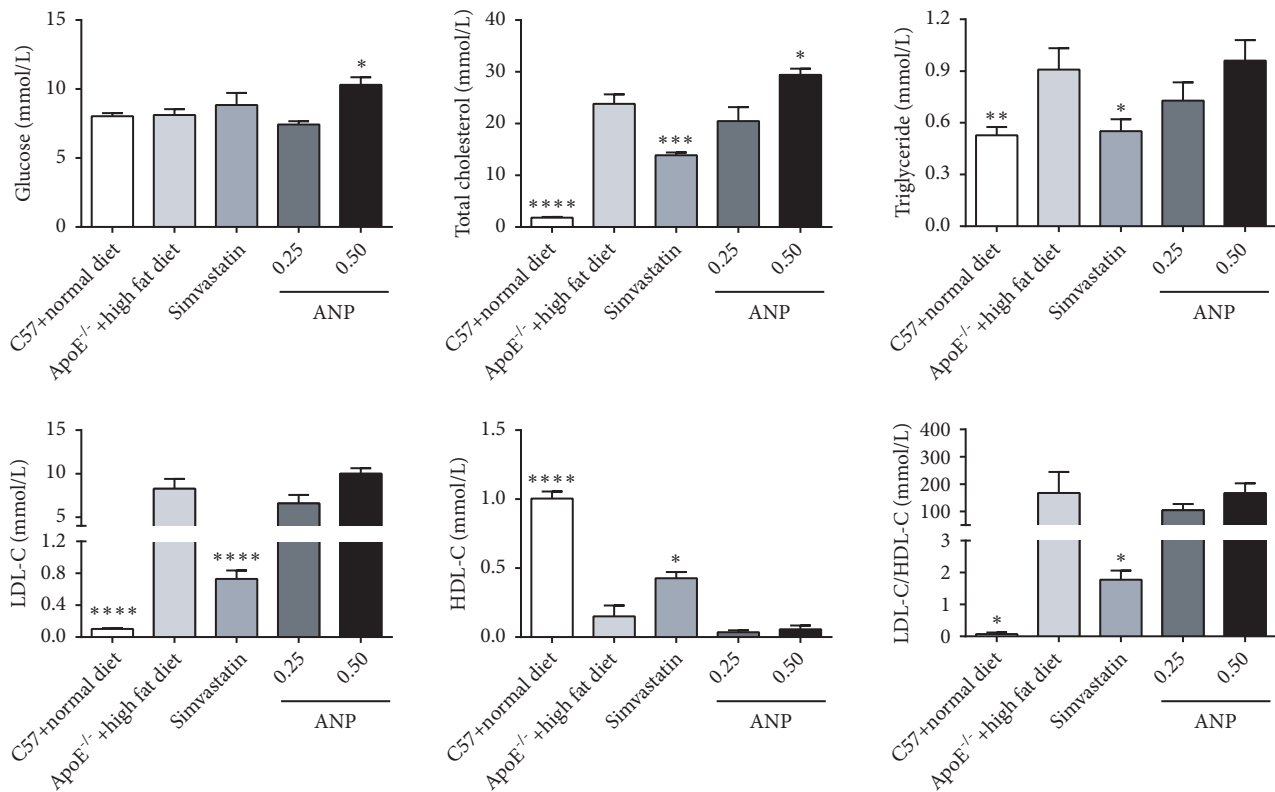 Glucose (mmol/L)
15
10
5
0
*
C57+normal diet
ApoE-/- +high fat diet
Simvastatin
0.25
0.50
ANP
Total cholesterol (mmol/L)
40
30
20
10
0
****
***
*
C57+normal diet
ApoE-/- +high fat diet
Simvastatin
0.25
0.50
ANP
Triglyceride (mmol/L)
1.2
0.9
0.6
0.3
0.0
**
*
C57+normal diet
ApoE-/- +high fat diet
Simvastatin
0.25
0.50
ANP
LDL-C (mmol/L)
15
10
5
1.2
0.8
0.4
0.0
****
****
C57+normal diet
ApoE-/- +high fat diet
Simvastatin
0.25
0.50
ANP
HDL-C (mmol/L)
1.5
1.0
0.5
0.0
****
*
C57+normal diet
ApoE-/- +high fat diet
Simvastatin
0.25
0.50
ANP
LDL-C/HDL-C (mmol/L)
400
300
200
100
3
2
1
0
*
*
C57+normal diet
ApoE-/- +high fat diet
Simvastatin
0.25
0.50
ANP